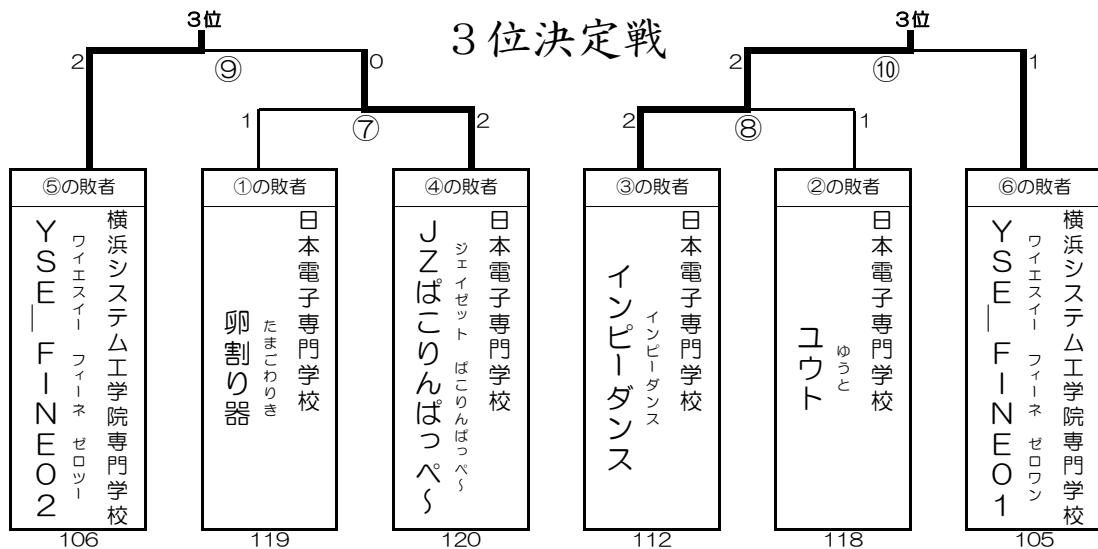 3位決定戦
3位
3位
2
⑨
0
2
⑩
1
1
⑦
2
2
⑧
1
⑤の敗者
横浜システム工学院専門学校
ワイエスイー フィーネ ゼロツー
YSE_FINE02
106
①の敗者
日本電子専門学校
たまごわりき
卵割り器
119
④の敗者
日本電子専門学校
ジェイゼット ぱこりんぱっぺ～
JZぱこりんぱっぺ～
120
③の敗者
日本電子専門学校
インピーダンス
インピーダンス
112
②の敗者
日本電子専門学校
ゆうと
ユウト
118
⑥の敗者
横浜システム工学院専門学校
ワイエスイー フィーネ ゼロワン
YSE_FINE01
105